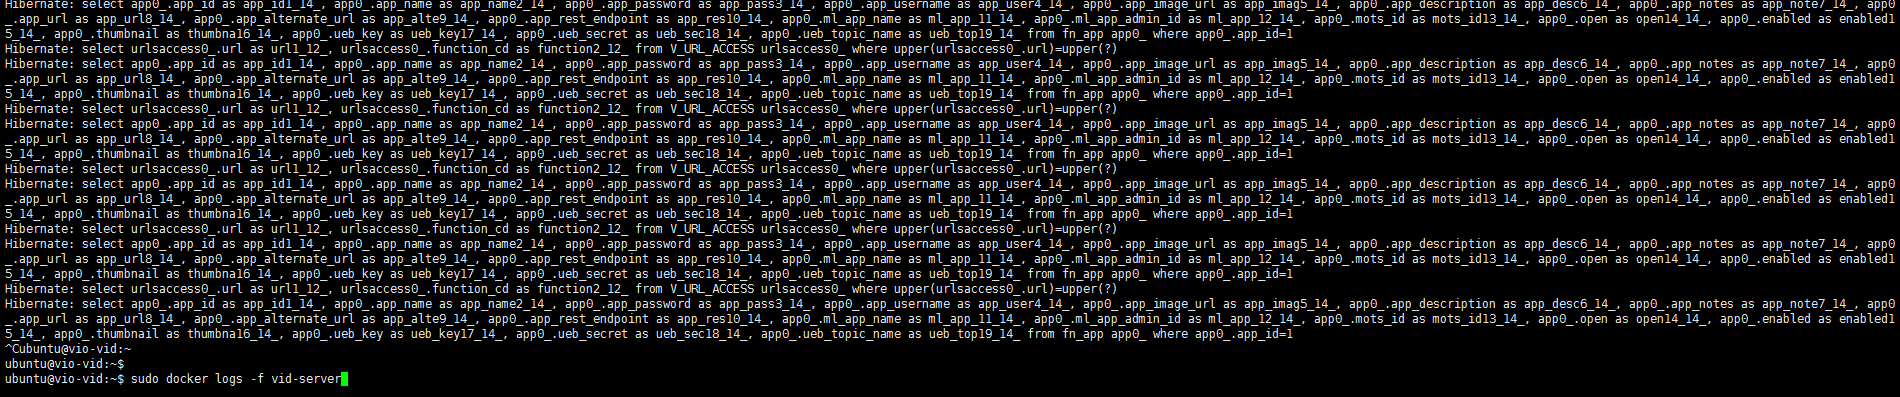 Hibernate: select app0_.app_id as app_id1_14_, app0_.app_name as app_name2_14_, app0_.app_password as app_pass3_14_, app0_.app_username as app_user4_14_, app0_.app_image_url as app_imag5_14_, app0_.app_description as app_desc6_14_, app0_.app_notes as app_note7_14_, app0
_.app_url as app_url8_14_, app0_.app_alternate_url as app_alte9_14_, app0_.app_rest_endpoint as app_res10_14_, app0_.ml_app_name as ml_app_11_14_, app0_.ml_app_admin_id as ml_app_12_14_, app0_.mots_id as mots_id13_14_, app0_.open as open14_14_, app0_.enabled as enabled1
5_14_, app0_.thumbnail as thumbna16_14_, app0_.ueb_key as ueb_key17_14_, app0_.ueb_secret as ueb_sec18_14_, app0_.ueb_topic_name as ueb_top19_14_ from fn_app app0_ where app0_.app_id=1
Hibernate: select urlsaccess0_.url as url1_12_, urlsaccess0_.function_cd as function2_12_ from V_URL_ACCESS urlsaccess0_ where upper(urlsaccess0_.url)=upper(?)
Hibernate: select app0_.app_id as app_id1_14_, app0_.app_name as app_name2_14_, app0_.app_password as app_pass3_14_, app0_.app_username as app_user4_14_, app0_.app_image_url as app_imag5_14_, app0_.app_description as app_desc6_14_, app0_.app_notes as app_note7_14_, app0
_.app_url as app_url8_14_, app0_.app_alternate_url as app_alte9_14_, app0_.app_rest_endpoint as app_res10_14_, app0_.ml_app_name as ml_app_11_14_, app0_.ml_app_admin_id as ml_app_12_14_, app0_.mots_id as mots_id13_14_, app0_.open as open14_14_, app0_.enabled as enabled1
5_14_, app0_.thumbnail as thumbna16_14_, app0_.ueb_key as ueb_key17_14_, app0_.ueb_secret as ueb_sec18_14_, app0_.ueb_topic_name as ueb_top19_14_ from fn_app app0_ where app0_.app_id=1
Hibernate: select urlsaccess0_.url as url1_12_, urlsaccess0_.function_cd as function2_12_ from V_URL_ACCESS urlsaccess0_ where upper(urlsaccess0_.url)=upper(?)
Hibernate: select app0_.app_id as app_id1_14_, app0_.app_name as app_name2_14_, app0_.app_password as app_pass3_14_, app0_.app_username as app_user4_14_, app0_.app_image_url as app_imag5_14_, app0_.app_description as app_desc6_14_, app0_.app_notes as app_note7_14_, app0
_.app_url as app_url8_14_, app0_.app_alternate_url as app_alte9_14_, app0_.app_rest_endpoint as app_res10_14_, app0_.ml_app_name as ml_app_11_14_, app0_.ml_app_admin_id as ml_app_12_14_, app0_.mots_id as mots_id13_14_, app0_.open as open14_14_, app0_.enabled as enabled1
5_14_, app0_.thumbnail as thumbna16_14_, app0_.ueb_key as ueb_key17_14_, app0_.ueb_secret as ueb_sec18_14_, app0_.ueb_topic_name as ueb_top19_14_ from fn_app app0_ where app0_.app_id=1
Hibernate: select urlsaccess0_.url as url1_12_, urlsaccess0_.function_cd as function2_12_ from V_URL_ACCESS urlsaccess0_ where upper(urlsaccess0_.url)=upper(?)
Hibernate: select app0_.app_id as app_id1_14_, app0_.app_name as app_name2_14_, app0_.app_password as app_pass3_14_, app0_.app_username as app_user4_14_, app0_.app_image_url as app_imag5_14_, app0_.app_description as app_desc6_14_, app0_.app_notes as app_note7_14_, app0
_.app_url as app_url8_14_, app0_.app_alternate_url as app_alte9_14_, app0_.app_rest_endpoint as app_res10_14_, app0_.ml_app_name as ml_app_11_14_, app0_.ml_app_admin_id as ml_app_12_14_, app0_.mots_id as mots_id13_14_, app0_.open as open14_14_, app0_.enabled as enabled1
5_14_, app0_.thumbnail as thumbna16_14_, app0_.ueb_key as ueb_key17_14_, app0_.ueb_secret as ueb_sec18_14_, app0_.ueb_topic_name as ueb_top19_14_ from fn_app app0_ where app0_.app_id=1
Hibernate: select urlsaccess0_.url as url1_12_, urlsaccess0_.function_cd as function2_12_ from V_URL_ACCESS urlsaccess0_ where upper(urlsaccess0_.url)=upper(?)
Hibernate: select app0_.app_id as app_id1_14_, app0_.app_name as app_name2_14_, app0_.app_password as app_pass3_14_, app0_.app_username as app_user4_14_, app0_.app_image_url as app_imag5_14_, app0_.app_description as app_desc6_14_, app0_.app_notes as app_note7_14_, app0
_.app_url as app_url8_14_, app0_.app_alternate_url as app_alte9_14_, app0_.app_rest_endpoint as app_res10_14_, app0_.ml_app_name as ml_app_11_14_, app0_.ml_app_admin_id as ml_app_12_14_, app0_.mots_id as mots_id13_14_, app0_.open as open14_14_, app0_.enabled as enabled1
5_14_, app0_.thumbnail as thumbna16_14_, app0_.ueb_key as ueb_key17_14_, app0_.ueb_secret as ueb_sec18_14_, app0_.ueb_topic_name as ueb_top19_14_ from fn_app app0_ where app0_.app_id=1
Hibernate: select urlsaccess0_.url as url1_12_, urlsaccess0_.function_cd as function2_12_ from V_URL_ACCESS urlsaccess0_ where upper(urlsaccess0_.url)=upper(?)
Hibernate: select app0_.app_id as app_id1_14_, app0_.app_name as app_name2_14_, app0_.app_password as app_pass3_14_, app0_.app_username as app_user4_14_, app0_.app_image_url as app_imag5_14_, app0_.app_description as app_desc6_14_, app0_.app_notes as app_note7_14_, app0
_.app_url as app_url8_14_, app0_.app_alternate_url as app_alte9_14_, app0_.app_rest_endpoint as app_res10_14_, app0_.ml_app_name as ml_app_11_14_, app0_.ml_app_admin_id as ml_app_12_14_, app0_.mots_id as mots_id13_14_, app0_.open as open14_14_, app0_.enabled as enabled1
5_14_, app0_.thumbnail as thumbna16_14_, app0_.ueb_key as ueb_key17_14_, app0_.ueb_secret as ueb_sec18_14_, app0_.ueb_topic_name as ueb_top19_14_ from fn_app app0_ where app0_.app_id=1
^Cubuntu@vio-vid:~
ubuntu@vio-vid:~$
ubuntu@vio-vid:~$ sudo docker logs -f vid-server